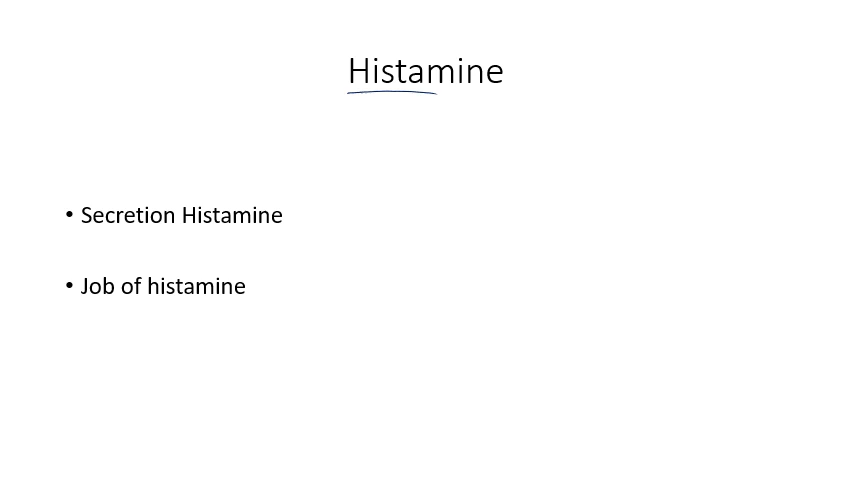 Histamine
• Secretion Histamine
• Job of histamine